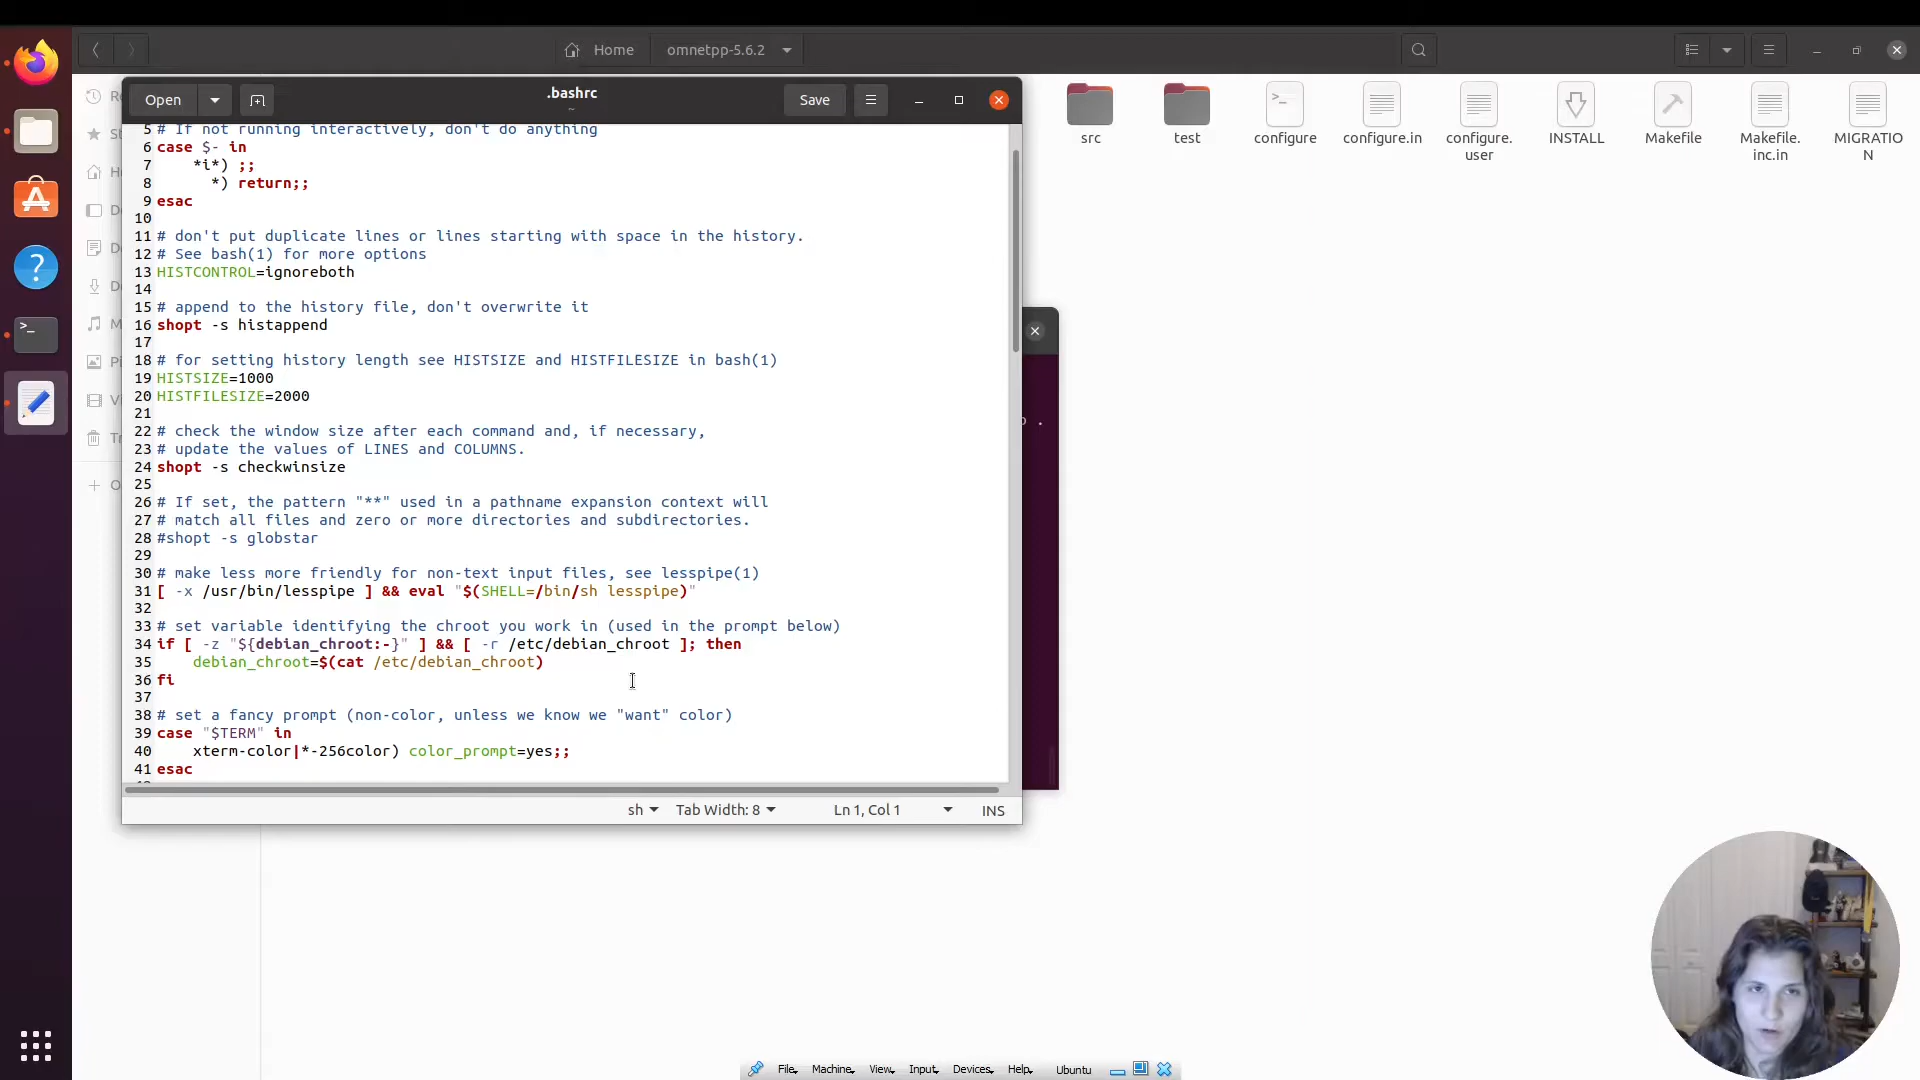 Home
omnetpp-5.6.2
Open
.bashrc
~
Save
5 # If not running interactively, don't do anything
6 case $- in
7     *i*) ;;
8       *) return;;
9 esac
10
11 # don't put duplicate lines or lines starting with space in the history.
12 # See bash(1) for more options
13 HISTCONTROL=ignoreboth
14
15 # append to the history file, don't overwrite it
16 shopt -s histappend
17
18 # for setting history length see HISTSIZE and HISTFILESIZE in bash(1)
19 HISTSIZE=1000
20 HISTFILESIZE=2000
21
22 # check the window size after each command and, if necessary,
23 # update the values of LINES and COLUMNS.
24 shopt -s checkwinsize
25
26 # If set, the pattern "**" used in a pathname expansion context will
27 # match all files and zero or more directories and subdirectories.
28 #shopt -s globstar
29
30 # make less more friendly for non-text input files, see lesspipe(1)
31 [ -x /usr/bin/lesspipe ] && eval "$(SHELL=/bin/sh lesspipe)"
32
33 # set variable identifying the chroot you work in (used in the prompt below)
34 if [ -z "${debian_chroot:-}" ] && [ -r /etc/debian_chroot ]; then
35     debian_chroot=$(cat /etc/debian_chroot)
36 fi
37
38 # set a fancy prompt (non-color, unless we know we "want" color)
39 case "$TERM" in
40     xterm-color|*-256color) color_prompt=yes;;
41 esac
sh
Tab Width: 8
Ln 1, Col 1
INS
src
test
configure
configure.in
configure.
user
INSTALL
Makefile
Makefile.
inc.in
MIGRATIO
N
File
Machine
View
Input
Devices
Help
Ubuntu